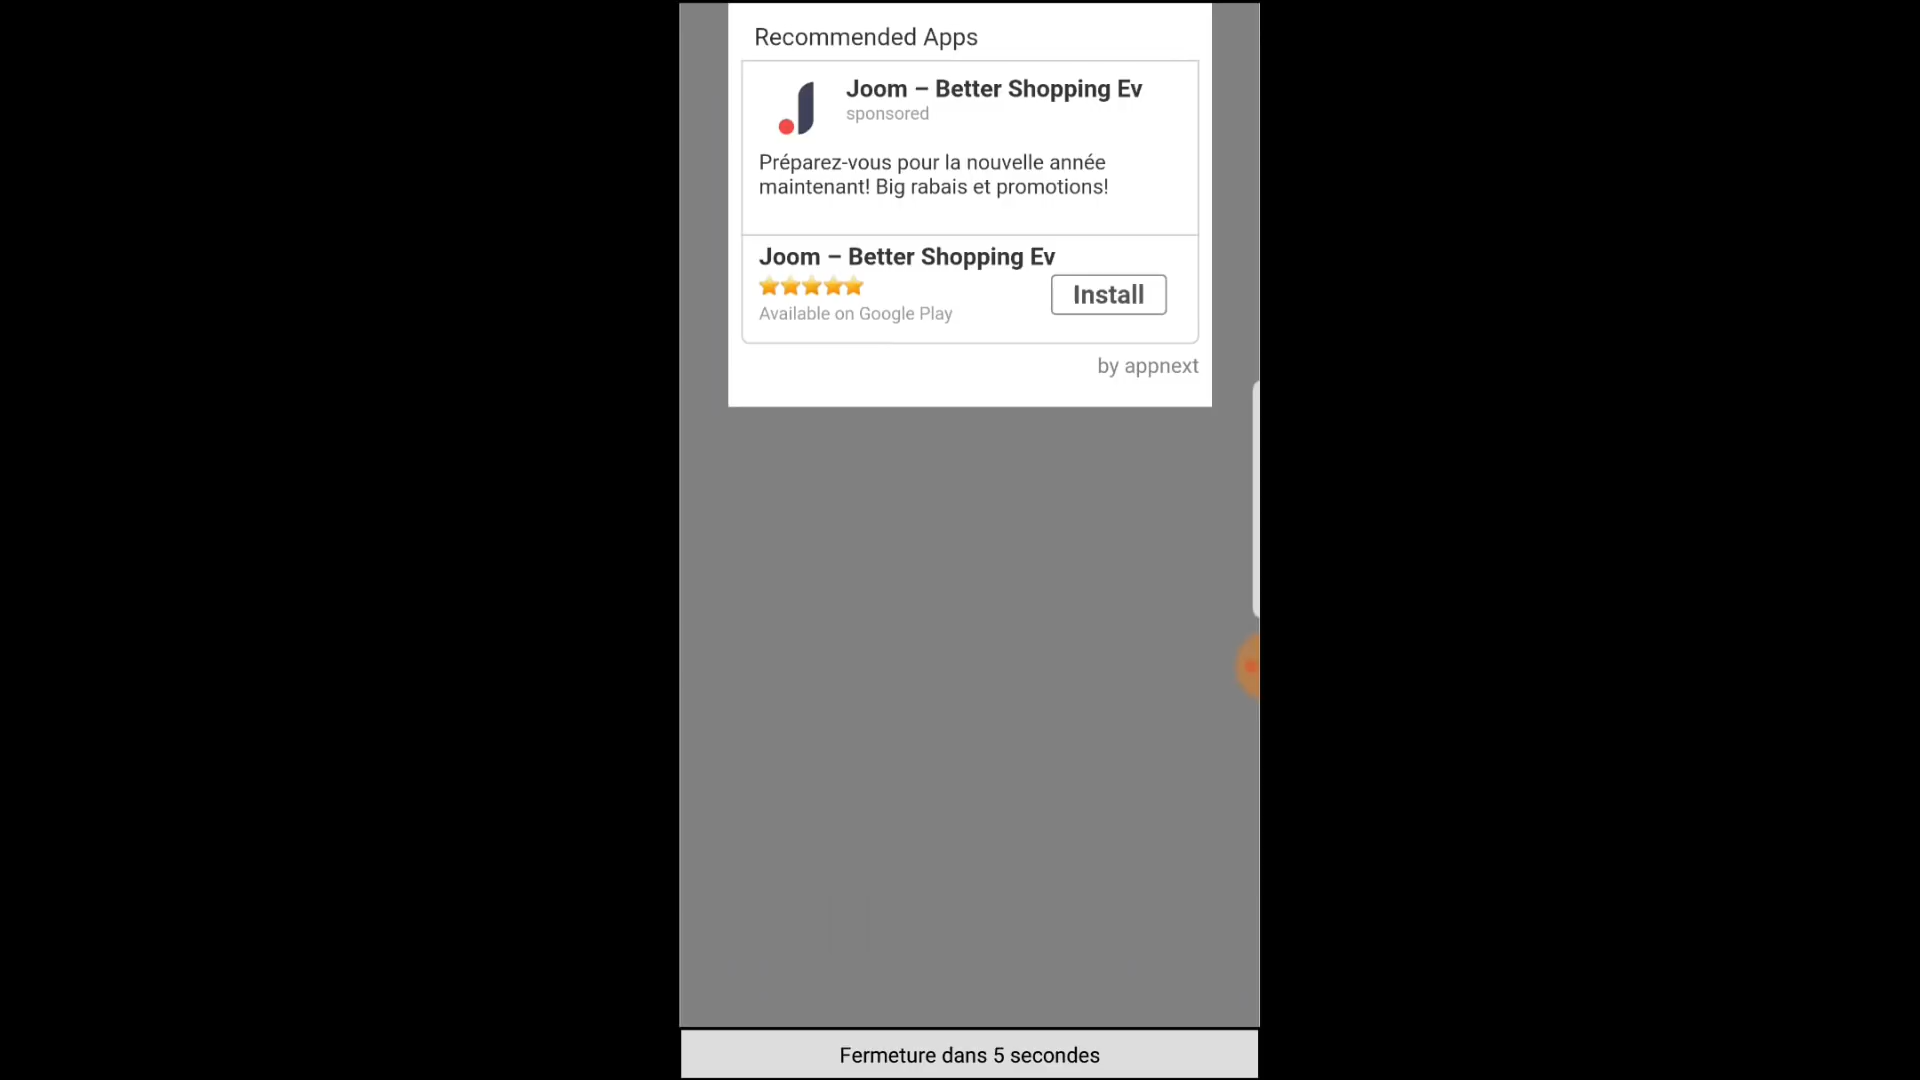 Recommended Apps
Joom – Better Shopping Ev
sponsored
Préparez-vous pour la nouvelle année
maintenant! Big rabais et promotions!
Joom – Better Shopping Ev
Available on Google Play
Install
by appnext
Fermeture dans 5 secondes